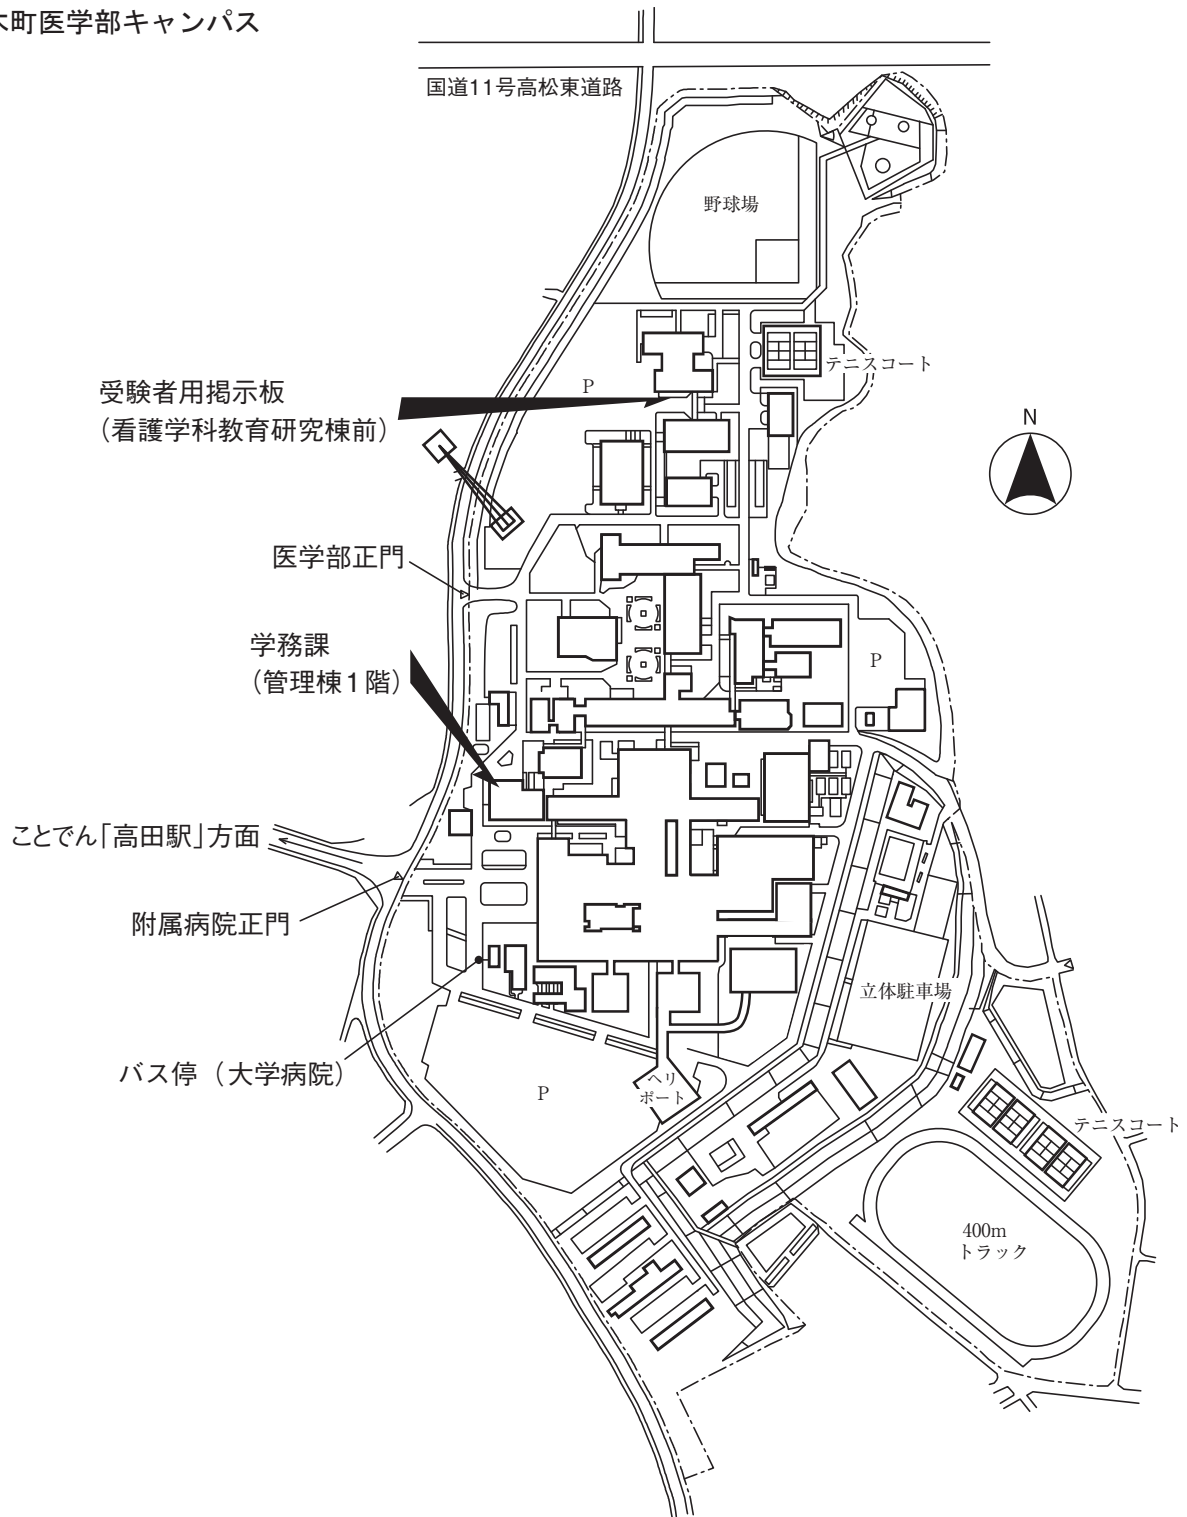 木町医学部キャンパス
国道11号高松東道路
野球場
テニスコート
P
受験者用掲示板
（看護学科教育研究棟前）
N
医学部正門
学務課
（管理棟１階）
P
ことでん「高田駅」方面
附属病院正門
立体駐車場
バス停（大学病院）
P
ヘリ
ポート
テニスコート
400m
トラック